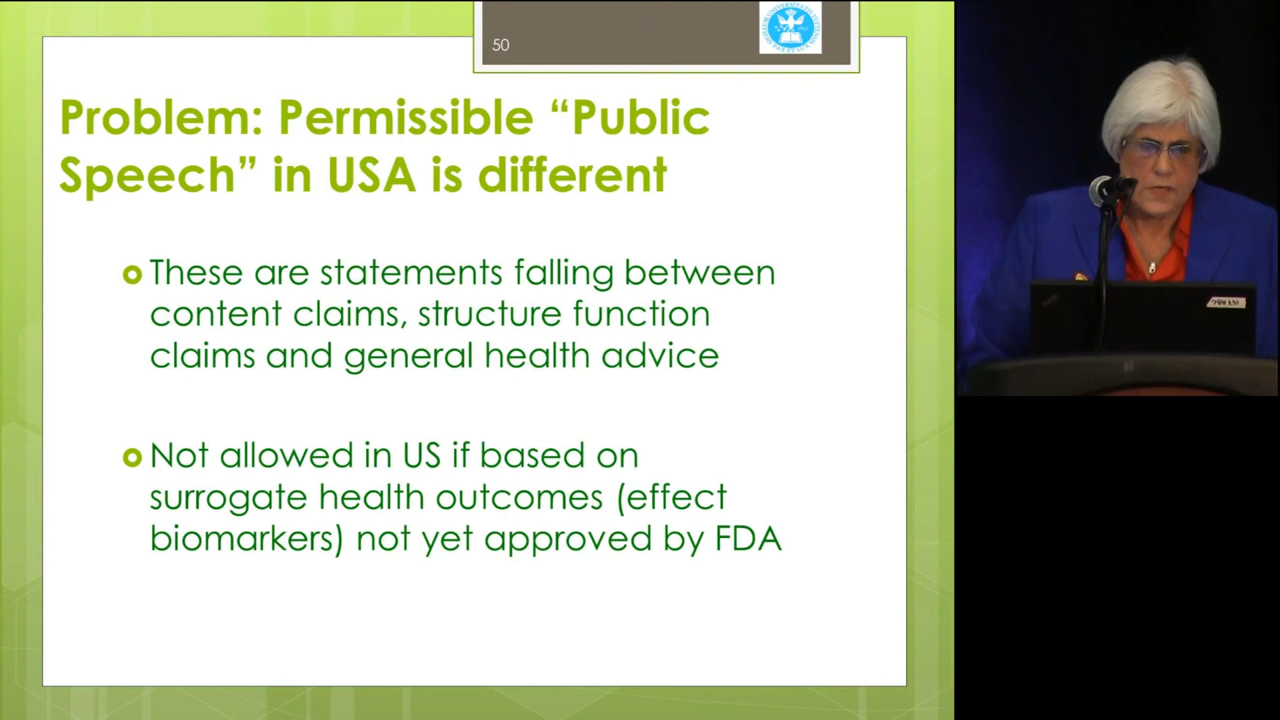 50
Problem: Permissible “Public
Speech” in USA is different
These are statements falling between
content claims, structure function
claims and general health advice
Not allowed in US if based on
surrogate health outcomes (effect
biomarkers) not yet approved by FDA